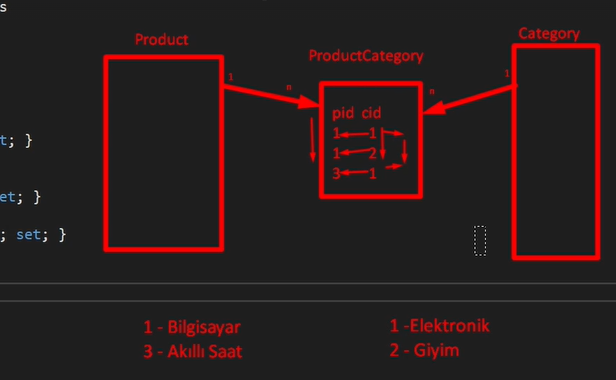 s
Product
Category
ProductCategory
1
n
n
1
pid cid
t; }
1 1
1 2
3 1
et; }
; set; }
1 - Bilgisayar
3 - Akıllı Saat
1 -Elektronik
2 - Giyim